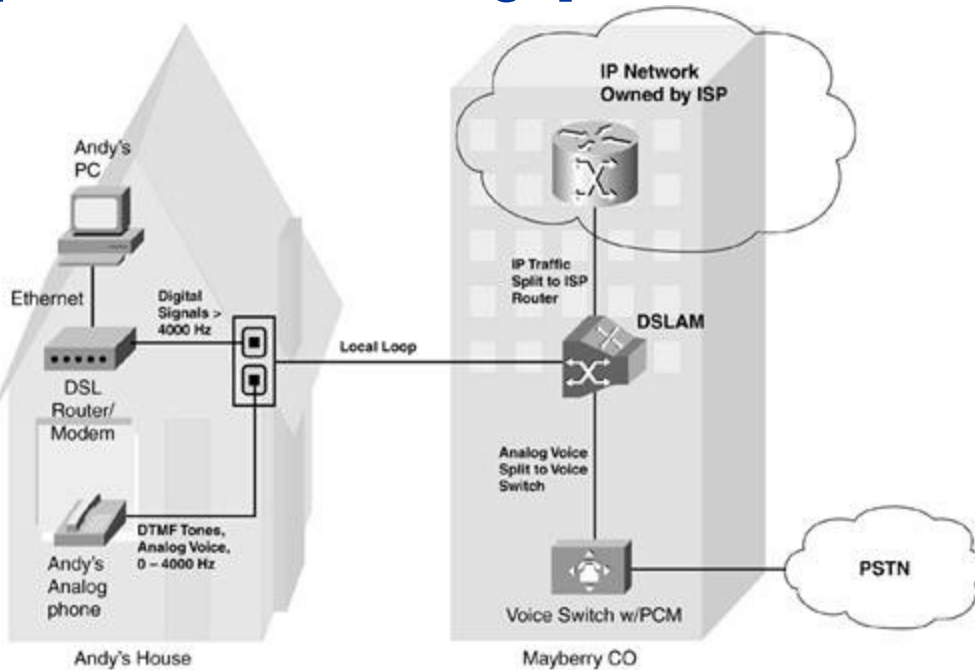 IP Network
Owned by ISP
Andy's
PC
Ethernet
Digital
Signals >
4000 Hz
IP Traffic
Split to ISP
Router
DSLAM
Local Loop
DSL
Router/
Modem
Analog Voice
Split to Voice
Switch
DTMF Tones,
Analog Voice,
0 – 4000 Hz
Andy's
Analog
phone
PSTN
Voice Switch w/PCM
Andy's House
Mayberry CO